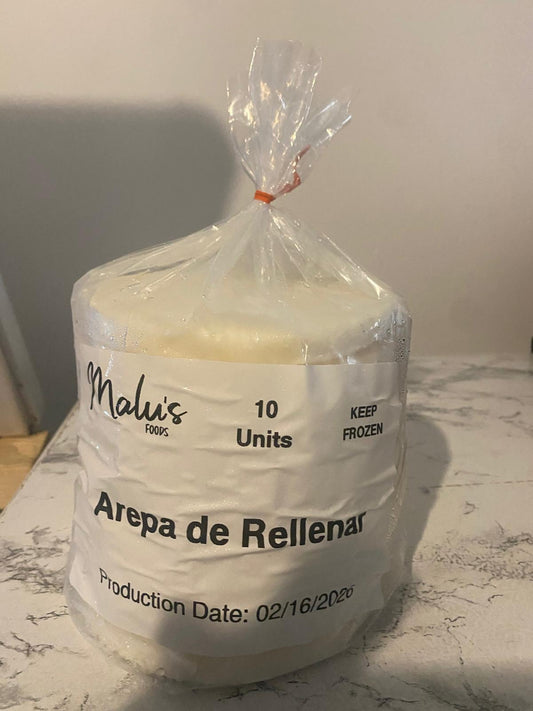 Malu's
FOODS
10
Units
KEEP
FROZEN
Arepa de Rellenar
Production Date: 02/16/2026